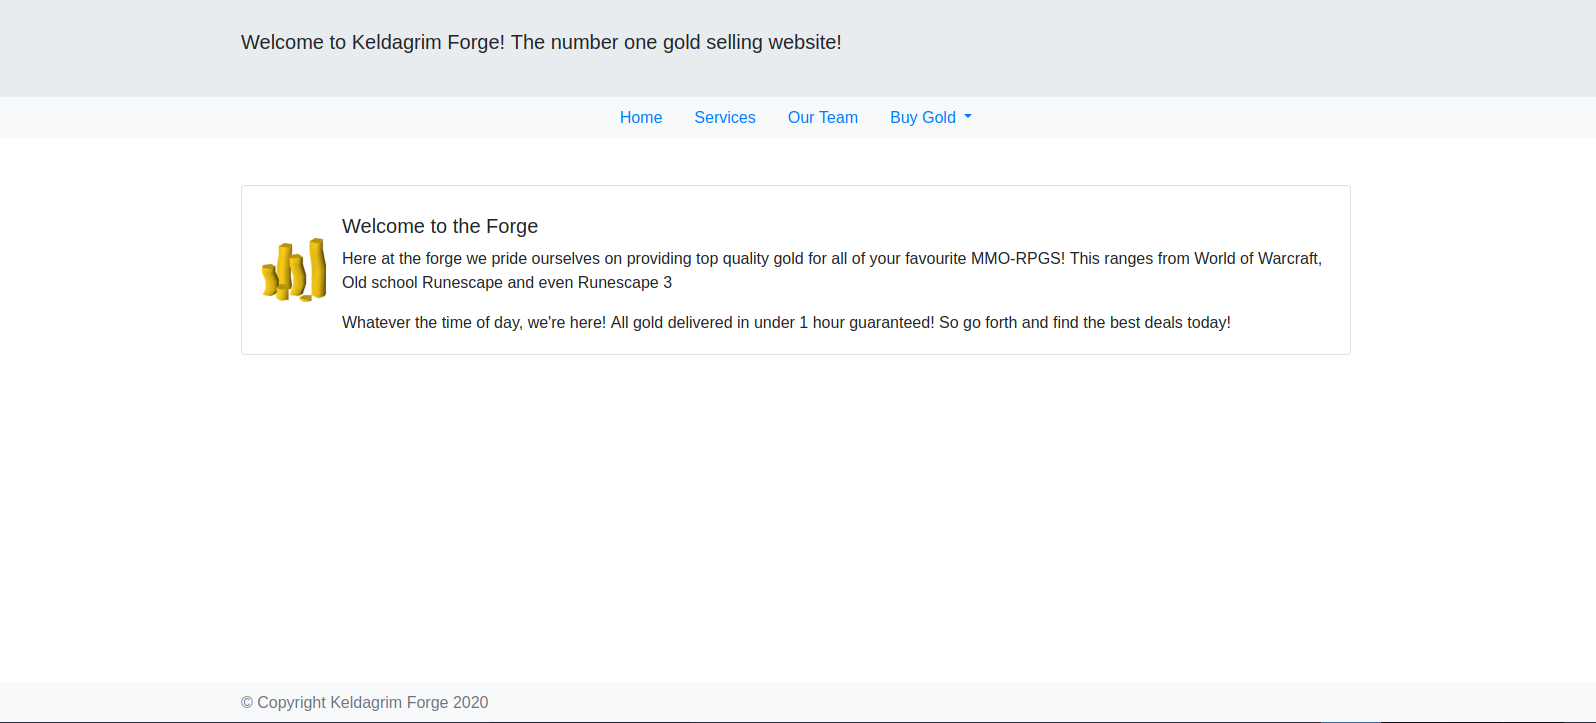 Welcome to Keldagrim Forge! The number one gold selling website!
Home Services Our Team Buy Gold
Welcome to the Forge
Here at the forge we pride ourselves on providing top quality gold for all of your favourite MMO-RPGS! This ranges from World of Warcraft,
Old school Runescape and even Runescape 3
Whatever the time of day, we're here! All gold delivered in under 1 hour guaranteed! So go forth and find the best deals today!
© Copyright Keldagrim Forge 2020